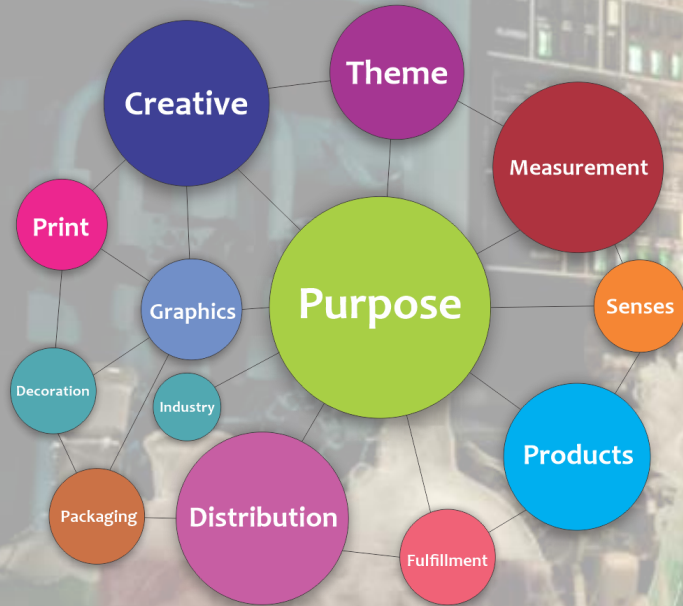 Theme
Creative
Measurement
Print
Purpose
Senses
Graphics
Decoration
Industry
Products
Packaging
Distribution
Fulfillment